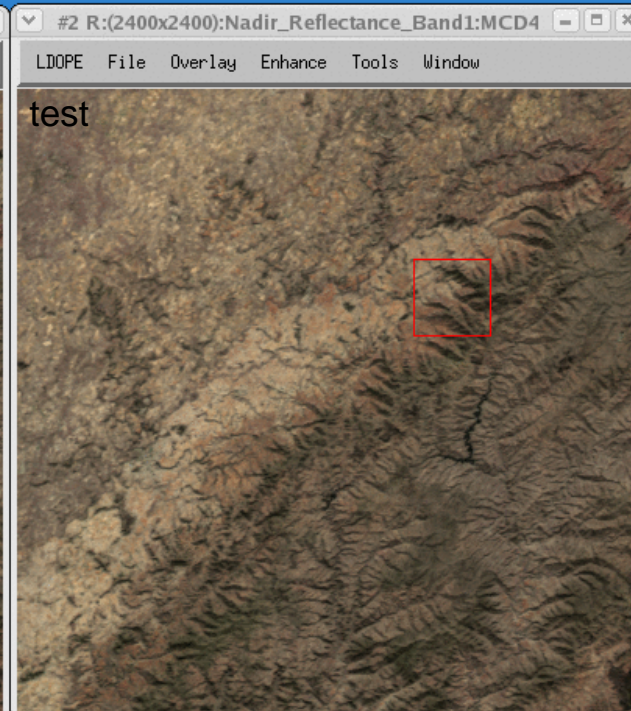 #2 R:(2400x2400):Nadir_Reflectance_Band1:MCD4
LDOPE File Overlay Enhance Tools Window
test